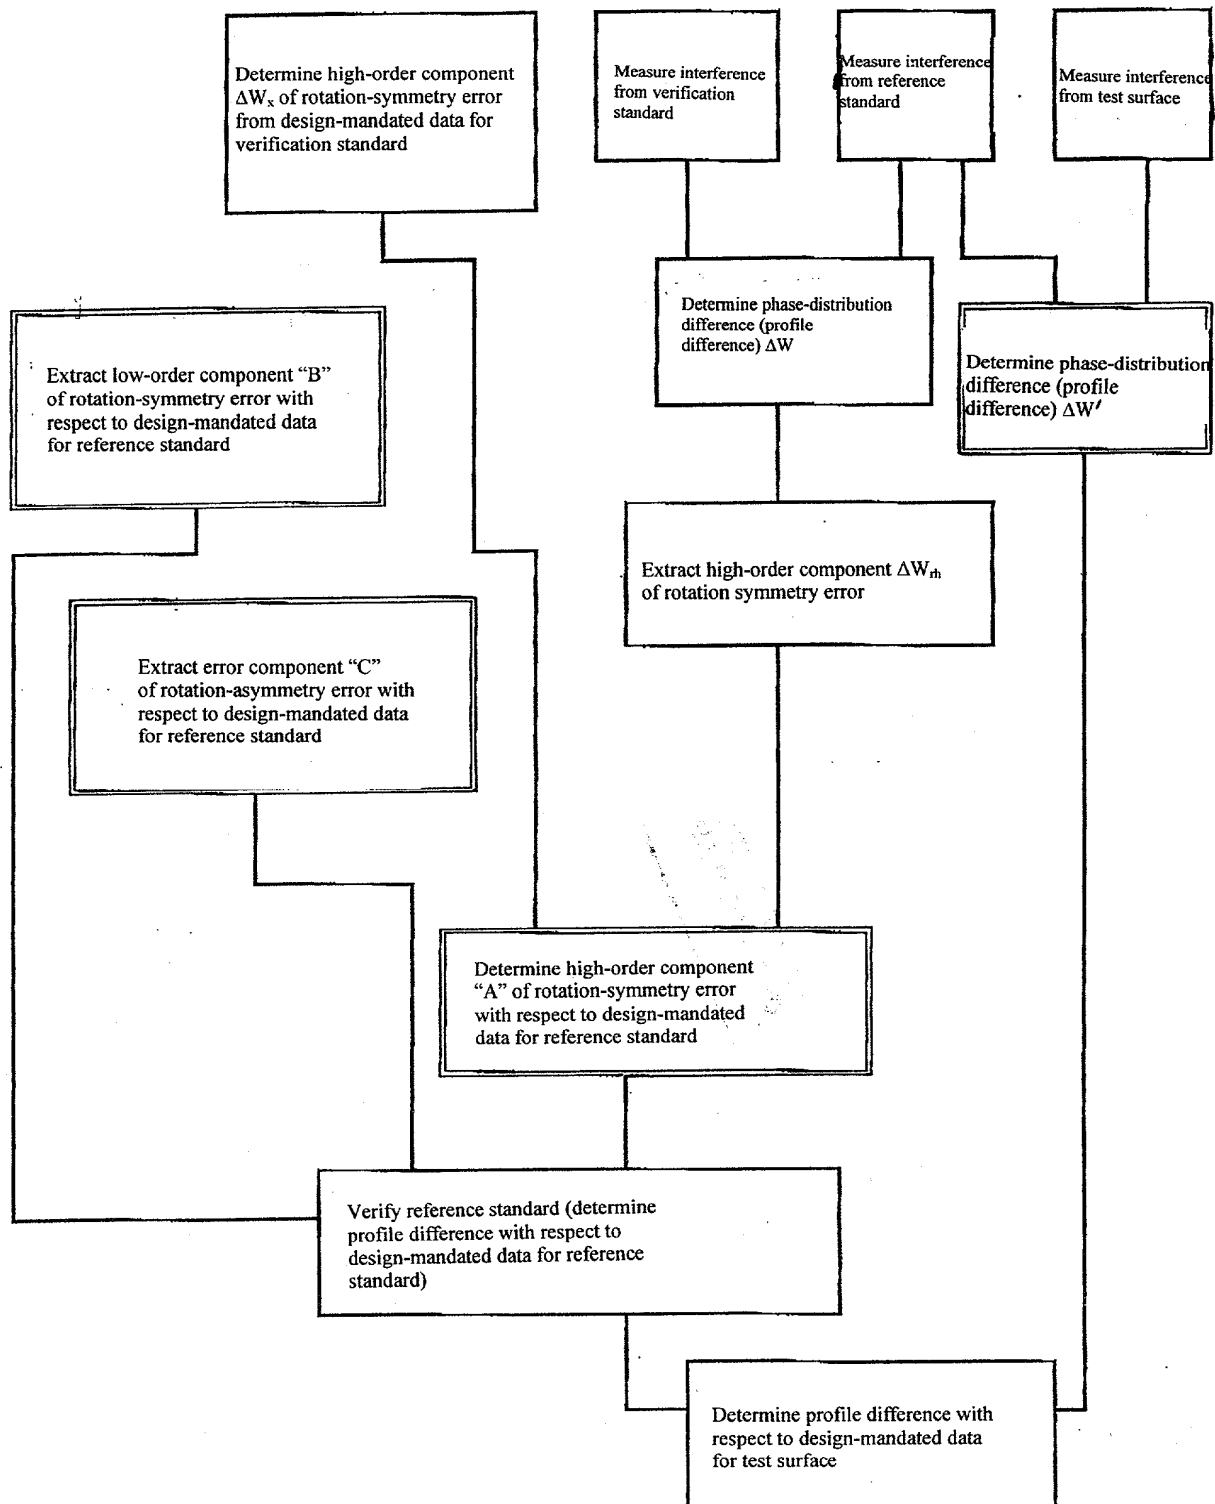 Determine high-order component
ΔWx of rotation-symmetry error
from design-mandated data for
verification standard
Measure interference
from verification
standard
Measure interference
from reference
standard
Measure interference
from test surface
Determine phase-distribution
difference (profile
difference) ΔW
Determine phase-distribution
difference (profile
difference) ΔW′
Extract low-order component “B”
of rotation-symmetry error with
respect to design-mandated data
for reference standard
Extract high-order component ΔWrh
of rotation symmetry error
Extract error component “C”
of rotation-asymmetry error with
respect to design-mandated data
for reference standard
Determine high-order component
“A” of rotation-symmetry error
with respect to design-mandated
data for reference standard
Verify reference standard (determine
profile difference with respect to
design-mandated data for reference
standard)
Determine profile difference with
respect to design-mandated data
for test surface